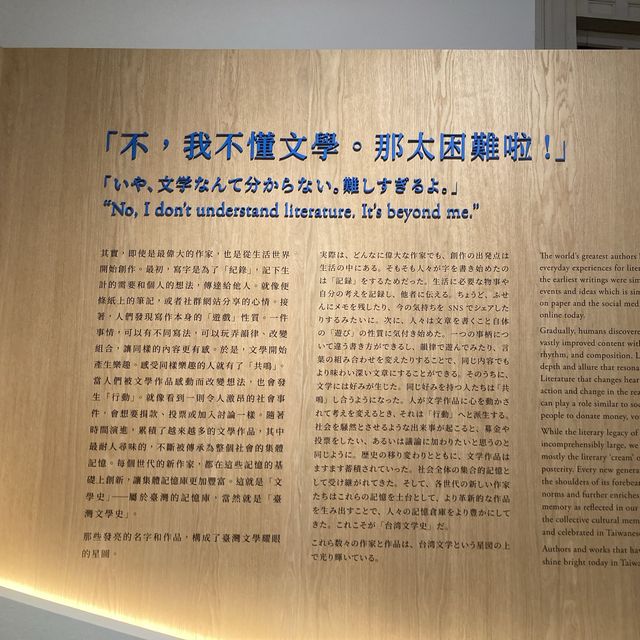 「不，我不懂文學。那太困難啦！」
「いや、文学なんて分からない。難しすぎるよ。」
“No, I don't understand literature. It's beyond me.”
其實，即使是最偉大的作家，也是從生活世界
開始創作。最初，寫字是為了「紀錄」，記下生
計的需要和個人的想法，傳達給他人。就像便
條紙上的筆記，或者社群網站分享的心情。接
著，人們發現寫作本身的「遊戲」性質。一件
事情，可以有不同寫法，可以玩弄韻律、改變
組合，讓同樣的內容更有感。於是，文學開始
產生樂趣。感受同樣樂趣的人就有了「共鳴」。
當人們被文學作品感動而改變想法，也會發
生「行動」。就像看到一則令人激昂的社會事
件，會想要捐款、投票或加入討論一樣。隨著
時間演進，累積了越來越多的文學作品，其中
最耐人尋味的，不斷被傳承為整個社會的集體
記憶。每個世代的新作家，都在這些記憶的基
礎上創新，讓集體記憶庫更加豐富。這就是「文
學史」——屬於臺灣的記憶庫，當然就是「臺
灣文學史」。
那些發亮的名字和作品，構成了臺灣文學耀眼
的星圖。
実際は、どんなに偉大な作家でも、創作の出発点は
生活の中にある。そもそも人々が字を書き始めたの
は「記録」をするためだった。生活に必要な物事や
自分の考えを記録し、他者に伝える。ちょうど、ふせ
んにメモを残したり、今の気持ちを SNS でシェアした
りするみたいに。次に、人々は文章を書くこと自体
の「遊び」の性質に気付き始めた。一つの事柄につ
いて違う書き方ができるし、韻律で遊んでみたり、言
葉の組み合わせを変えたりすることで、同じ内容でも
より味わい深い文章にすることができる。そのうちに、
文学には好みが生じた。同じ好みを持つ人たちは「共
鳴」し合うようになった。人が文学作品に心を動かさ
れて考えを変えるとき、それは「行動」へと派生する。
社会を騒然とさせるような出来事が起こると、募金や
投票をしたい、あるいは議論に加わりたいと思うのと
同じように。歴史の移り変わりとともに、文学作品は
ますます蓄積されていった。社会全体の集合的記憶と
して受け継がれてきた。そして、各世代の新しい作家
たちはこれらの記憶を土台として、より革新的な作品
を生み出すことで、人々の記憶倉庫をより豊かにして
きた。これこそが「台湾文学史」だ。
これら数々の作家と作品は、台湾文学という星図の上
で光り輝いている。
The world's greatest authors
everyday experiences for liter
the earliest writings were sim
events and ideas which is sim
on paper and the social med
online today.
Gradually, humans discovere
vastly improved content with
rhythm, and composition. L
depth and allure that resona
Literature that changes hear
action and change in the rea
can play a similar role to soc
people to donate money, vo
While the literary legacy of
incomprehensibly large, we
mostly the literary 'cream' o
posterity. Every new genera
the shoulders of its forebear
norms and further enriches
memory as reflected in our
the collective cultural mem
and celebrated in Taiwanes
Authors and works that hav
shine bright today in Taiwa